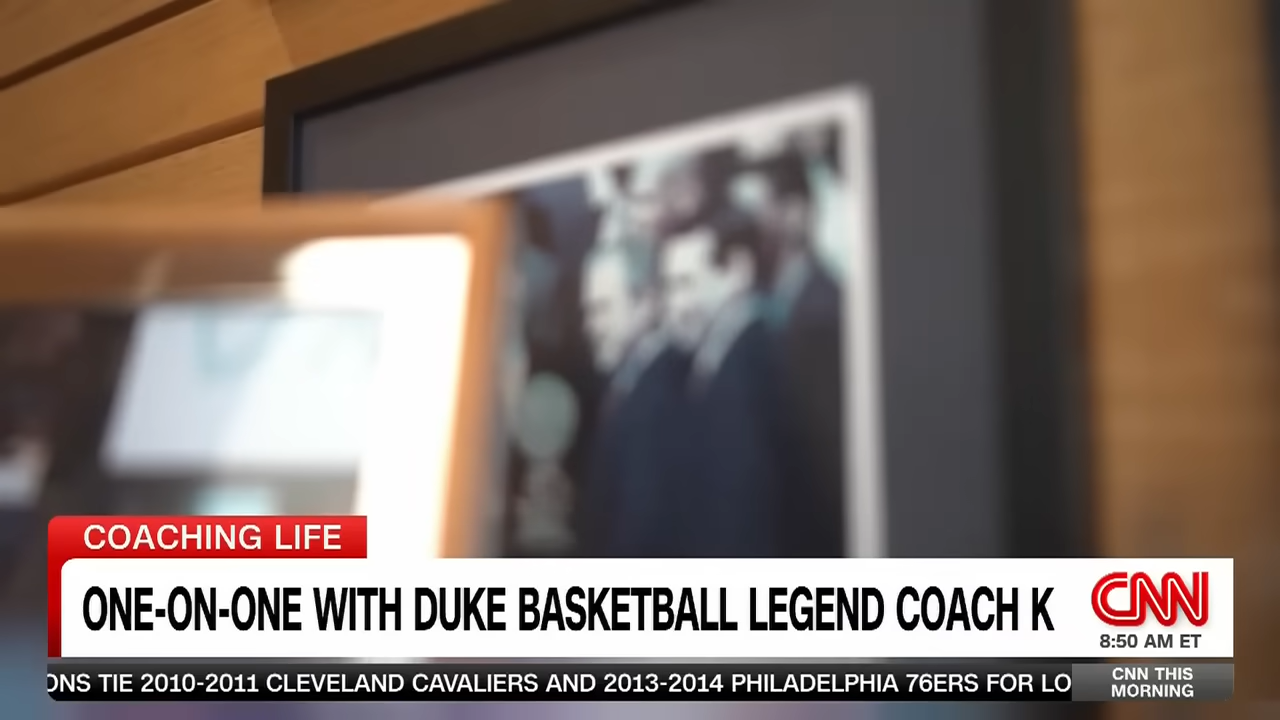 COACHING LIFE
ONE-ON-ONE WITH DUKE BASKETBALL LEGEND COACH K
CNN
8:50 AM ET
ONS TIE 2010-2011 CLEVELAND CAVALIERS AND 2013-2014 PHILADELPHIA 76ERS FOR LO
CNN THIS
MORNING